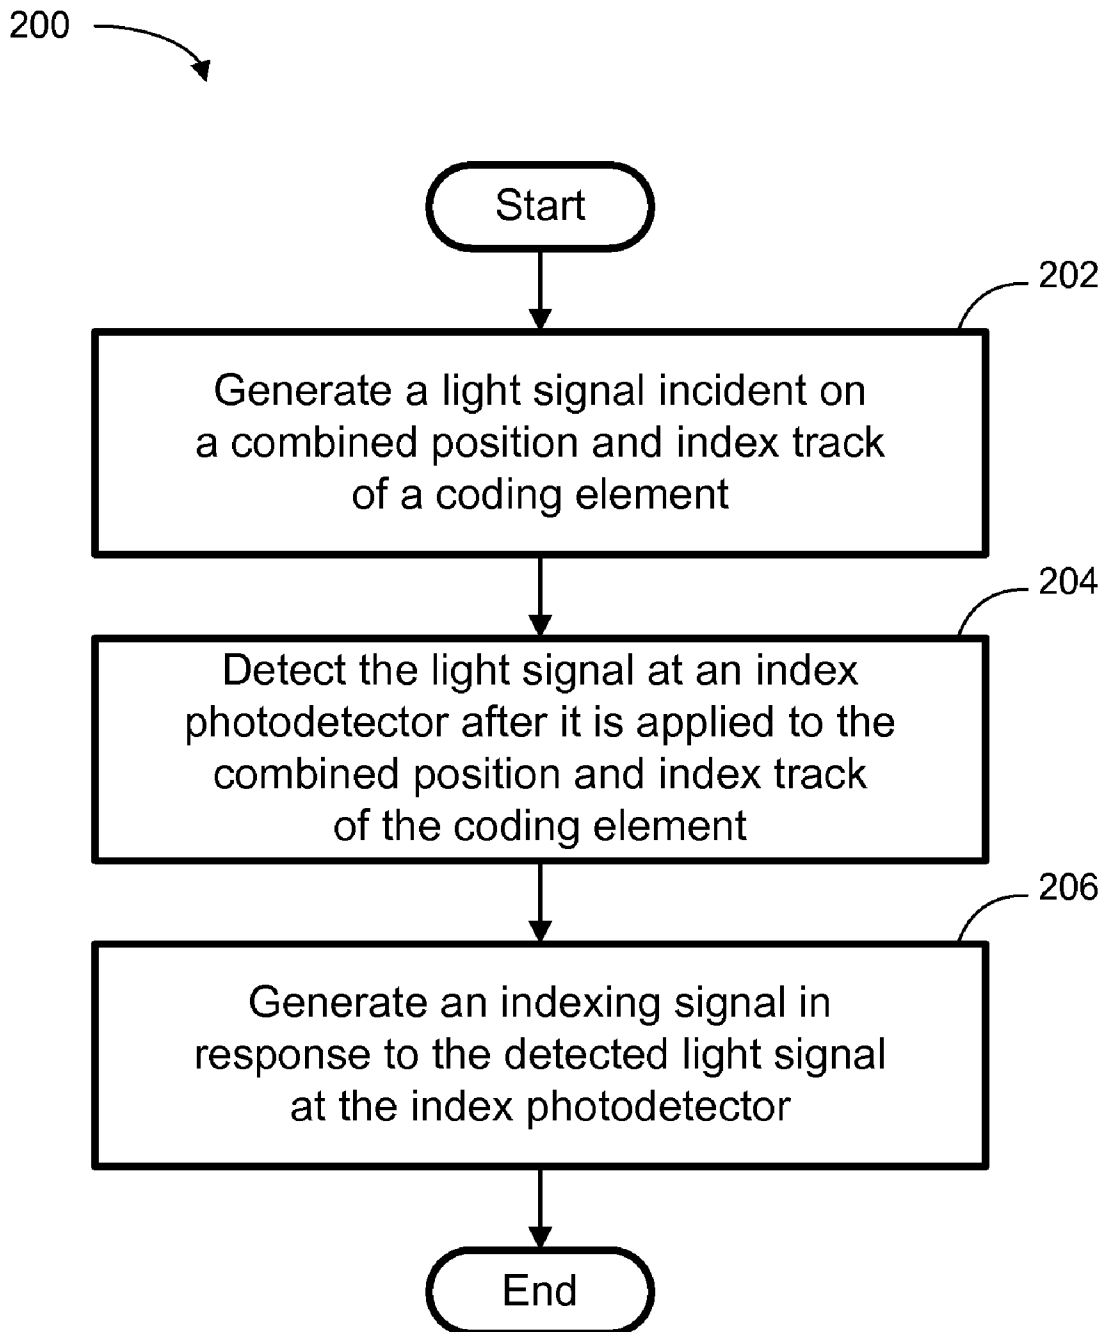 200
Start
202
Generate a light signal incident on
a combined position and index track
of a coding element
204
Detect the light signal at an index
photodetector after it is applied to the
combined position and index track
of the coding element
206
Generate an indexing signal in
response to the detected light signal
at the index photodetector
End